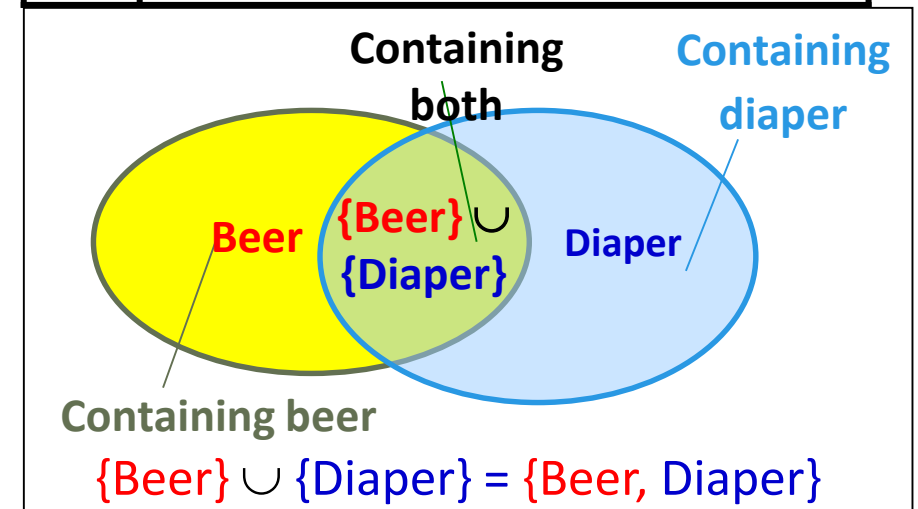 Containing
both
Containing
diaper
Beer
{Beer} ∪
{Diaper}
Diaper
Containing beer
{Beer} ∪ {Diaper} = {Beer, Diaper}